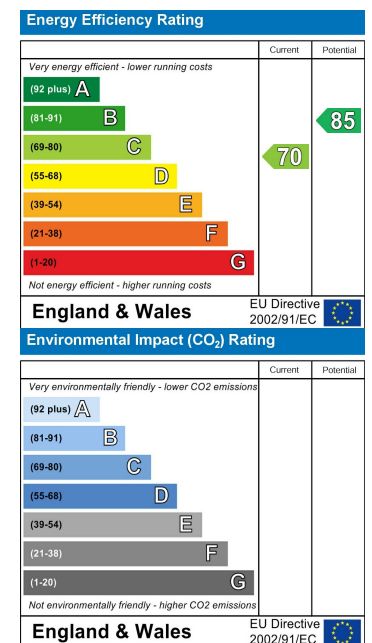 Energy Efficiency Rating
Current Potential
Very energy efficient - lower running costs
(92 plus) A
(81-91) B
85
(69-80) C
70
(55-68) D
(39-54) E
(21-38) F
(1-20) G
Not energy efficient - higher running costs
England & Wales
EU Directive
2002/91/EC
Environmental Impact (CO₂) Rating
Current Potential
Very environmentally friendly - lower CO2 emissions
(92 plus) A
(81-91) B
(69-80) C
(55-68) D
(39-54) E
(21-38) F
(1-20) G
Not environmentally friendly - higher CO2 emissions
England & Wales
EU Directive
2002/91/EC